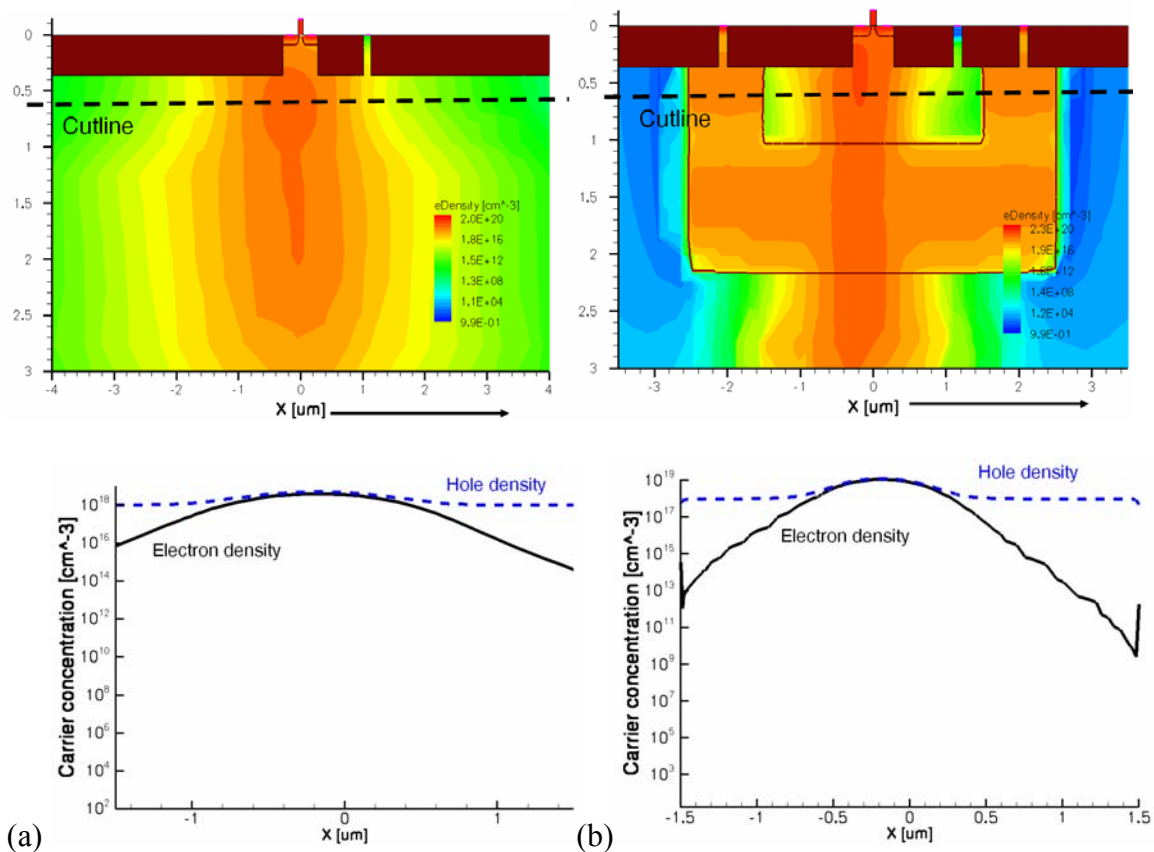 0
0.5
1
1.5
2
2.5
3
Cutline
eDensity [cm^-3]
2.0E+20
1.8E+16
1.5E+12
1.3E+08
1.1E+04
9.9E-01
-4 -3 -2 -1 0 1 2 3 4
X [um]
0
0.5
1
1.5
2
2.5
3
Cutline
eDensity [cm^-3]
2.3E+20
1.9E+16
1.6E+12
1.4E+08
1.2E+04
9.9E-01
-3 -2 -1 0 1 2 3
X [um]
Carrier concentration [cm^-3]
10^18
10^16
10^14
10^12
10^10
10^8
10^6
10^4
10^2
Hole density
Electron density
-1 0 1
X [um]
(a)
Carrier concentration [cm^-3]
10^19
10^17
10^15
10^13
10^11
10^9
10^7
10^5
10^3
Hole density
Electron density
-1.5 -1 -0.5 0 0.5 1 1.5
X [um]
(b)